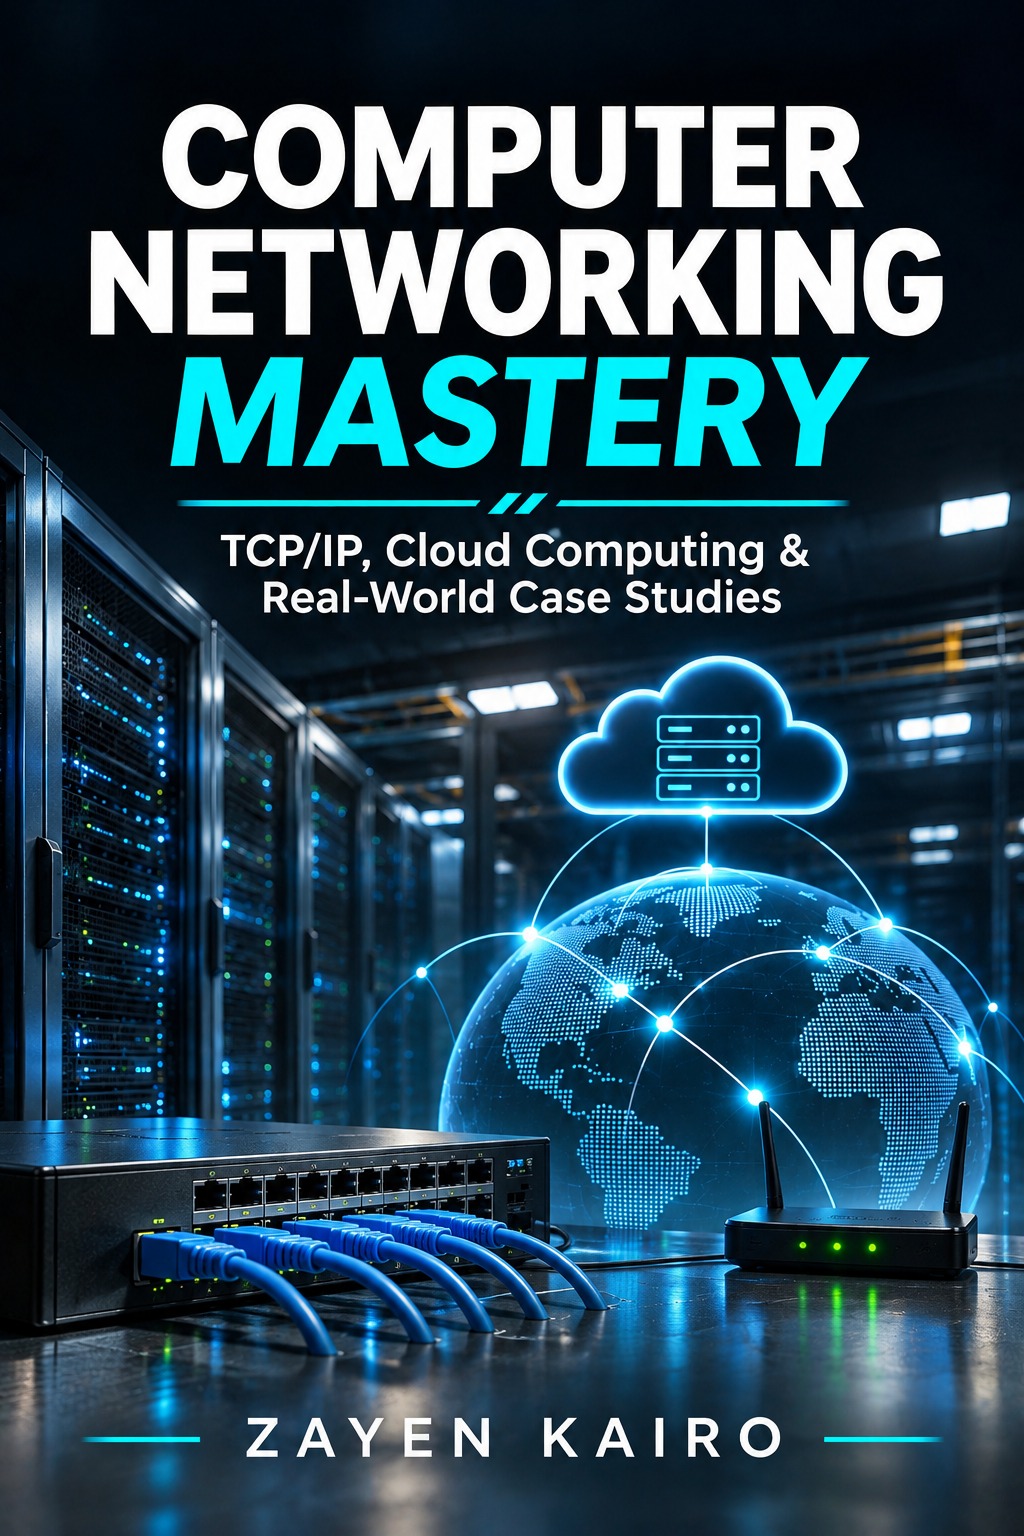 COMPUTER
NETWORKING
MASTERY
TCP/IP, Cloud Computing &
Real-World Case Studies
ZAYEN KAIRO